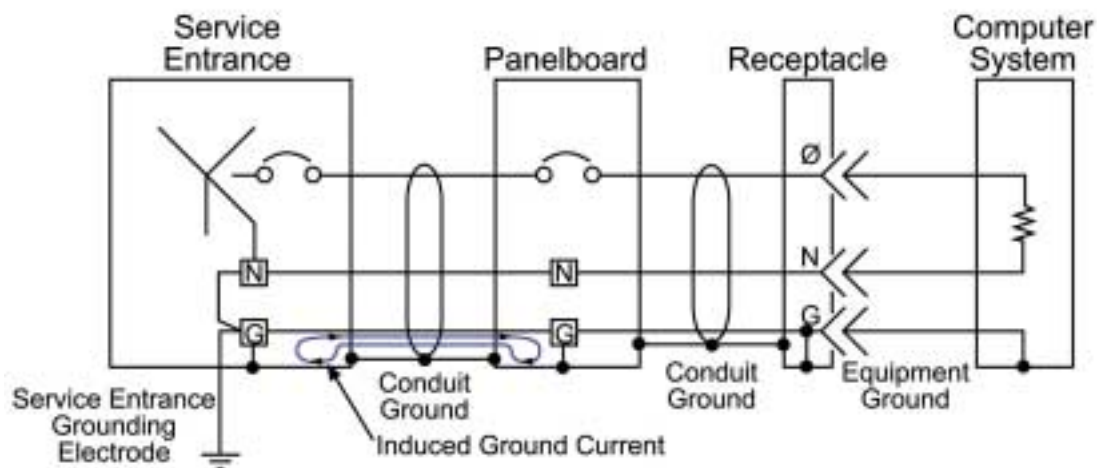 Service
Entrance
Panelboard
Receptacle
Computer
System
Ø
N
N
N
G
G
G
Conduit
Ground
Conduit
Ground
Equipment
Ground
Service Entrance
Grounding
Electrode
Induced Ground Current